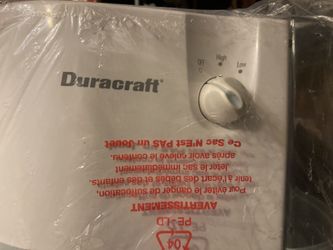 Duracraft®
OFF
High
Low
AVERTISSEMENT
Pour éviter le danger de suffocation,
tenir à l'écart des bébés et des enfants.
Jeter le sac immédiatement
après avoir enlevé le contenu.
Ce Sac N'Est PAS un Jouet
04
PE-LD